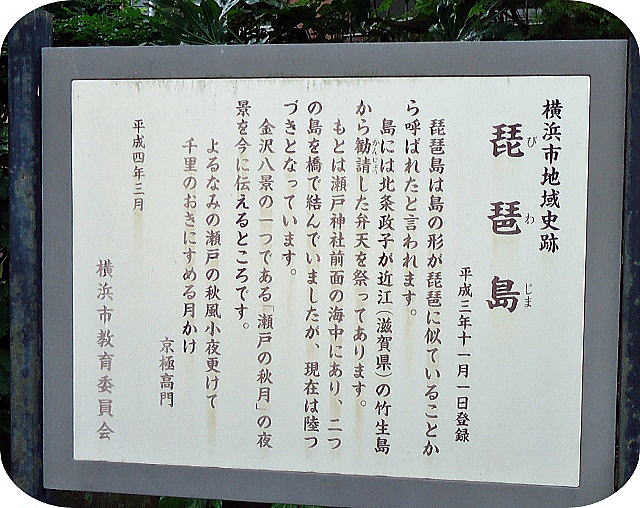 横浜市地域史跡
琵琶島
び わ じま
平成三年十一月一日登録
琵琶島は島の形が琵琶に似ていることか
ら呼ばれたと言われます。
島には北条政子が近江（滋賀県）の竹生島
から勧請した弁天を祭ってあります。
かんじょう
もとは瀬戸神社前面の海中にあり、二つ
の島を橋で結んでいましたが、現在は陸つ
づきとなっています。
金沢八景の一つである「瀬戸の秋月」の夜
景を今に伝えるところです。
よるなみの瀬戸の秋風小夜更けて
千里のおきにすめる月かけ
京極高門
平成四年三月
横浜市教育委員会